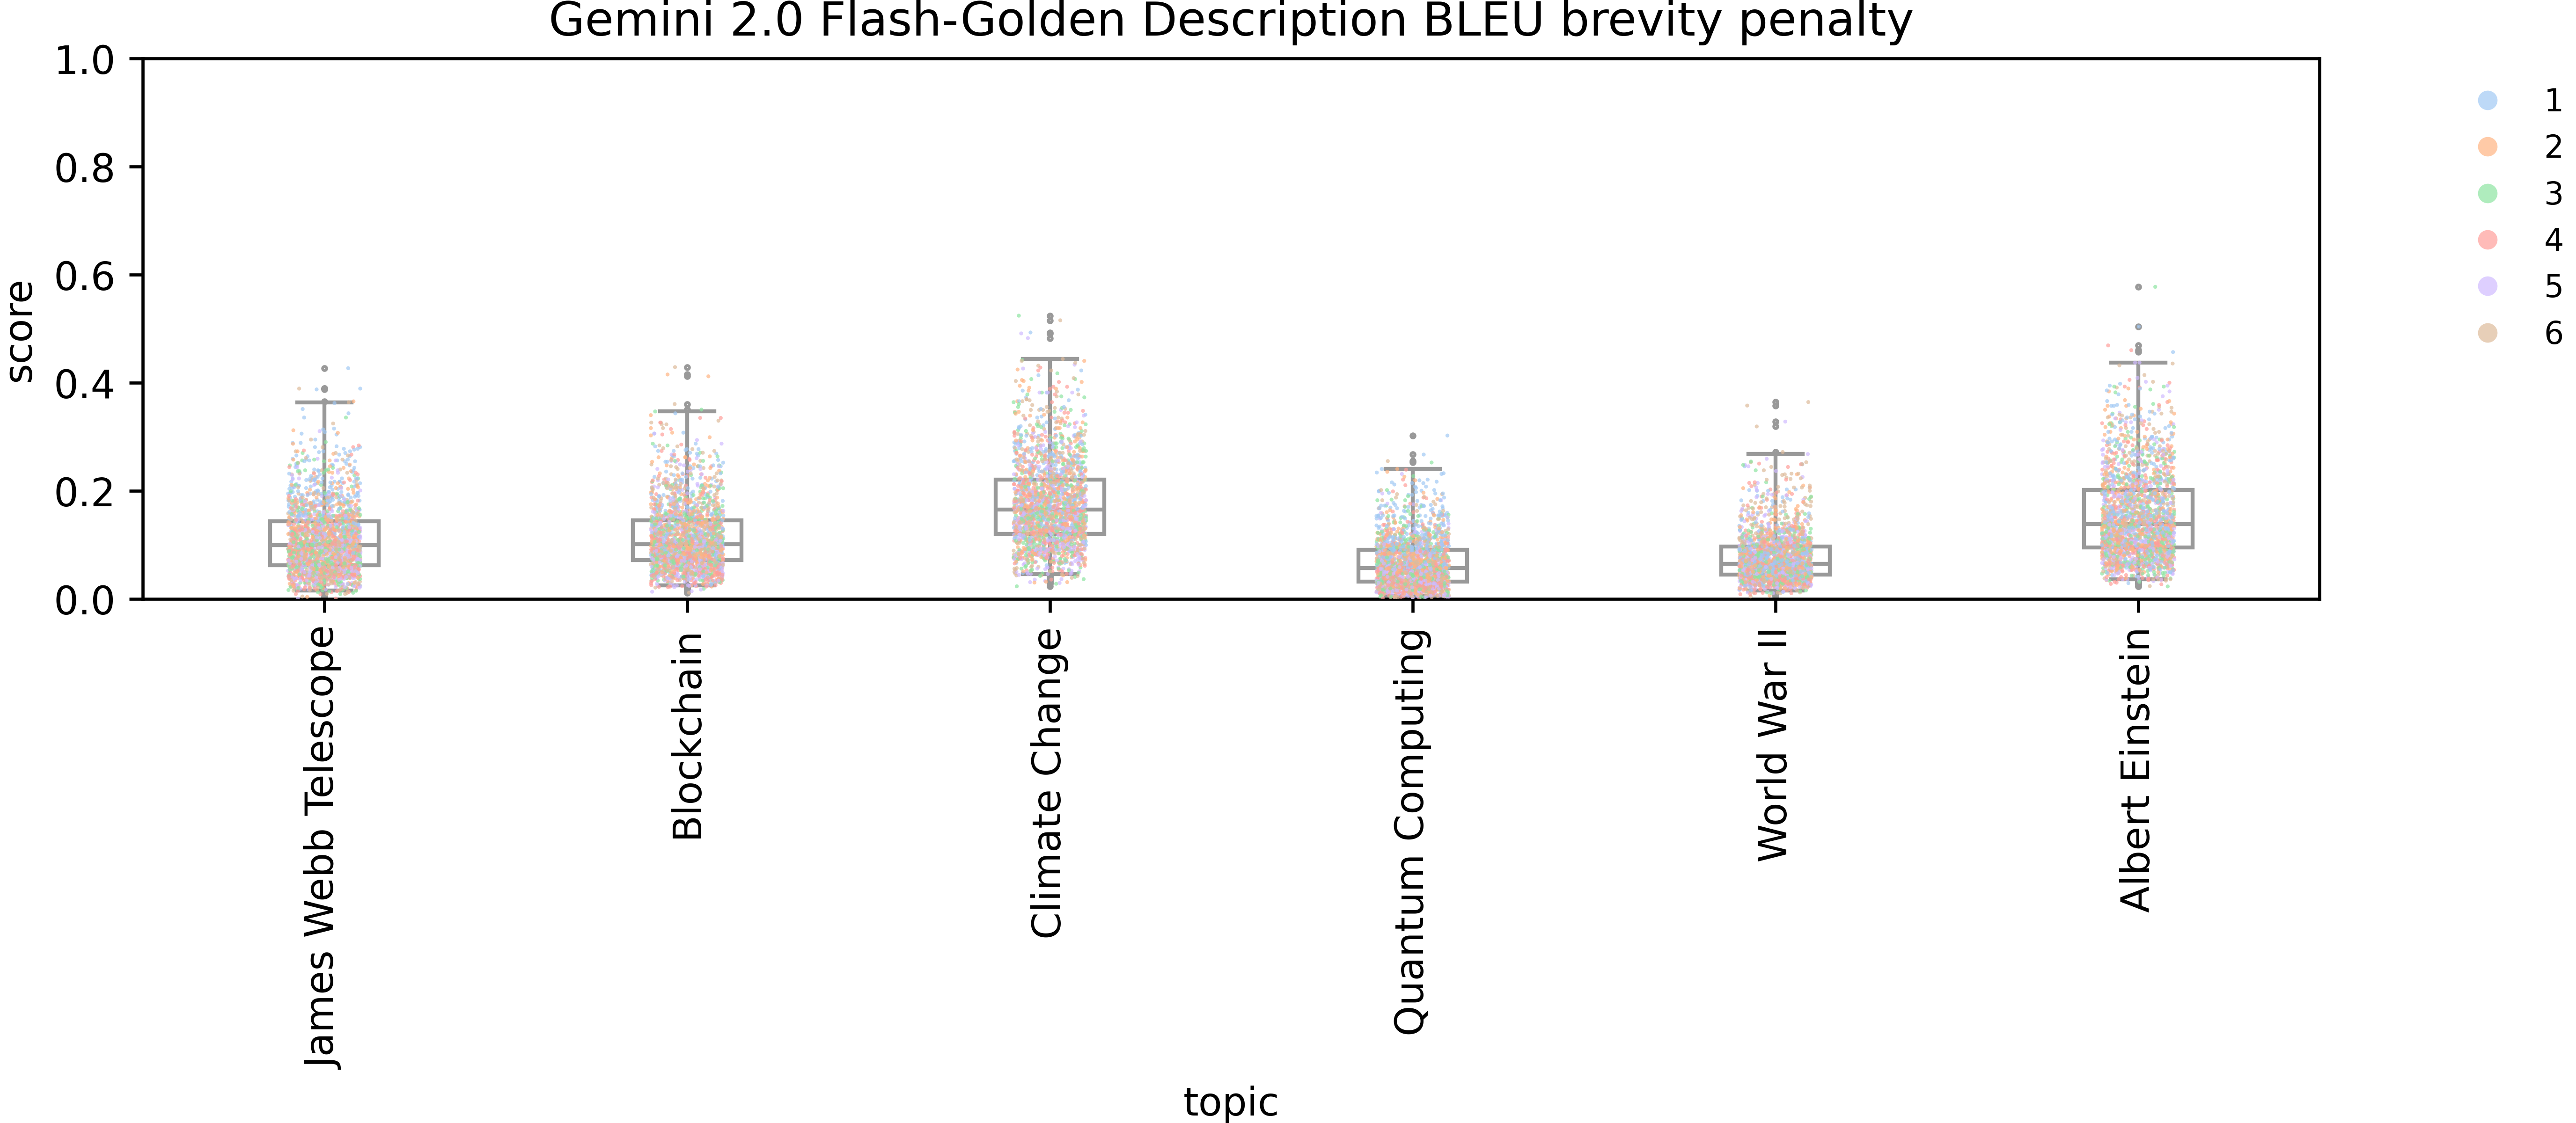 Gemini 2.0 Flash-Golden Description BLEU brevity penalty
1.0
0.8
0.6
0.4
0.2
0.0
score
James Webb Telescope
Blockchain
Climate Change
Quantum Computing
World War II
Albert Einstein
topic
1
2
3
4
5
6